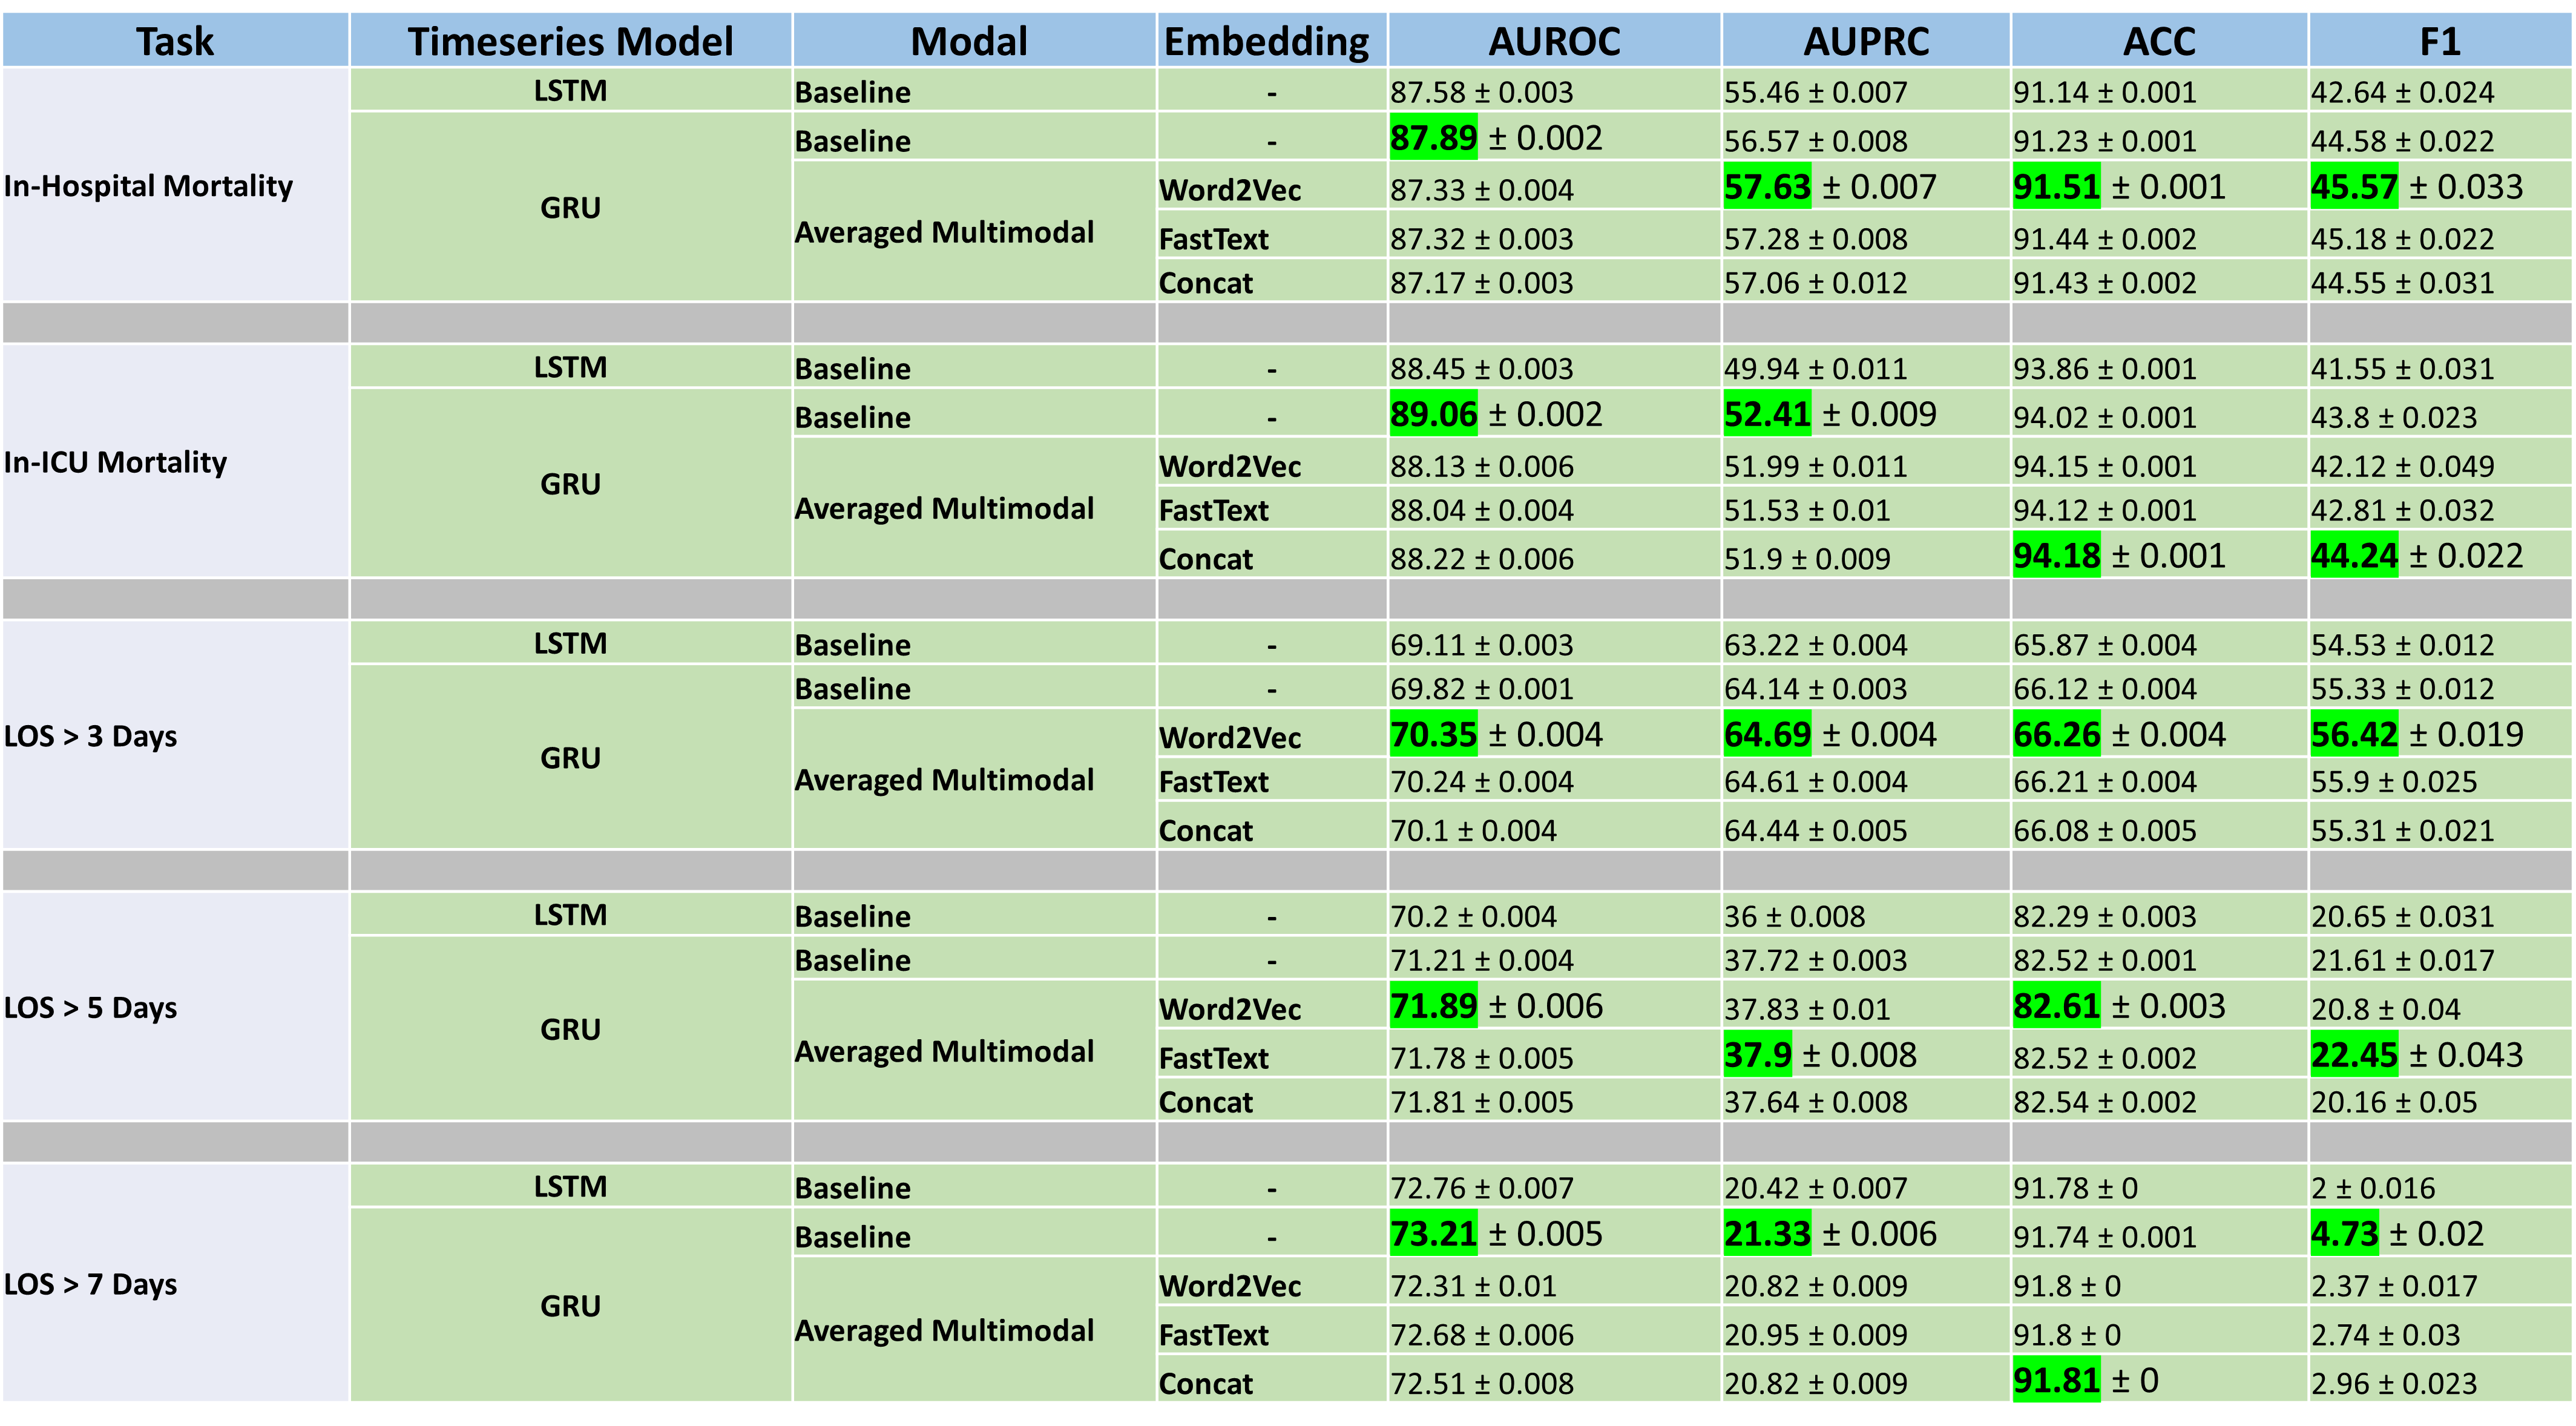 Task Timeseries Model Modal Embedding AUROC AUPRC ACC F1
In-Hospital Mortality LSTM Baseline - 87.58 ± 0.003 55.46 ± 0.007 91.14 ± 0.001 42.64 ± 0.024
GRU Baseline - 87.89 ± 0.002 56.57 ± 0.008 91.23 ± 0.001 44.58 ± 0.022
Averaged Multimodal Word2Vec 87.33 ± 0.004 57.63 ± 0.007 91.51 ± 0.001 45.57 ± 0.033
FastText 87.32 ± 0.003 57.28 ± 0.008 91.44 ± 0.002 45.18 ± 0.022
Concat 87.17 ± 0.003 57.06 ± 0.012 91.43 ± 0.002 44.55 ± 0.031
In-ICU Mortality LSTM Baseline - 88.45 ± 0.003 49.94 ± 0.011 93.86 ± 0.001 41.55 ± 0.031
GRU Baseline - 89.06 ± 0.002 52.41 ± 0.009 94.02 ± 0.001 43.8 ± 0.023
Averaged Multimodal Word2Vec 88.13 ± 0.006 51.99 ± 0.011 94.15 ± 0.001 42.12 ± 0.049
FastText 88.04 ± 0.004 51.53 ± 0.01 94.12 ± 0.001 42.81 ± 0.032
Concat 88.22 ± 0.006 51.9 ± 0.009 94.18 ± 0.001 44.24 ± 0.022
LOS > 3 Days LSTM Baseline - 69.11 ± 0.003 63.22 ± 0.004 65.87 ± 0.004 54.53 ± 0.012
GRU Baseline - 69.82 ± 0.001 64.14 ± 0.003 66.12 ± 0.004 55.33 ± 0.012
Averaged Multimodal Word2Vec 70.35 ± 0.004 64.69 ± 0.004 66.26 ± 0.004 56.42 ± 0.019
FastText 70.24 ± 0.004 64.61 ± 0.004 66.21 ± 0.004 55.9 ± 0.025
Concat 70.1 ± 0.004 64.44 ± 0.005 66.08 ± 0.005 55.31 ± 0.021
LOS > 5 Days LSTM Baseline - 70.2 ± 0.004 36 ± 0.008 82.29 ± 0.003 20.65 ± 0.031
GRU Baseline - 71.21 ± 0.004 37.72 ± 0.003 82.52 ± 0.001 21.61 ± 0.017
Averaged Multimodal Word2Vec 71.89 ± 0.006 37.83 ± 0.01 82.61 ± 0.003 20.8 ± 0.04
FastText 71.78 ± 0.005 37.9 ± 0.008 82.52 ± 0.002 22.45 ± 0.043
Concat 71.81 ± 0.005 37.64 ± 0.008 82.54 ± 0.002 20.16 ± 0.05
LOS > 7 Days LSTM Baseline - 72.76 ± 0.007 20.42 ± 0.007 91.78 ± 0 2 ± 0.016
GRU Baseline - 73.21 ± 0.005 21.33 ± 0.006 91.74 ± 0.001 4.73 ± 0.02
Averaged Multimodal Word2Vec 72.31 ± 0.01 20.82 ± 0.009 91.8 ± 0 2.37 ± 0.017
FastText 72.68 ± 0.006 20.95 ± 0.009 91.8 ± 0 2.74 ± 0.03
Concat 72.51 ± 0.008 20.82 ± 0.009 91.81 ± 0 2.96 ± 0.023